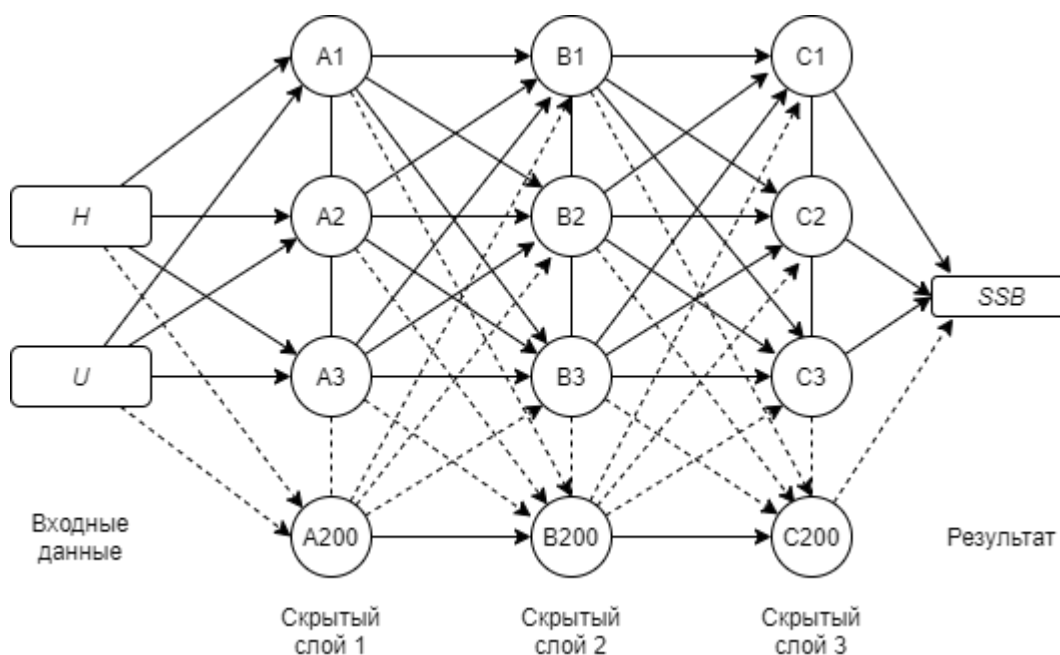 A1
B1
C1
H
A2
B2
C2
SSB
U
A3
B3
C3
Входные
данные
A200
B200
C200
Результат
Скрытый
слой 1
Скрытый
слой 2
Скрытый
слой 3